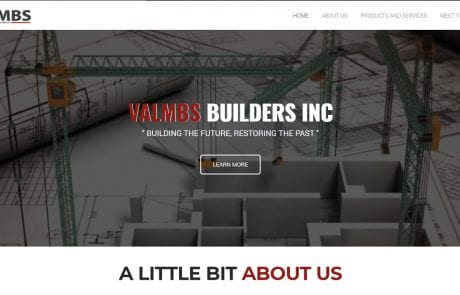 MBS
HOME ABOUT US PRODUCTS AND SERVICES MEET
VALMBS BUILDERS INC
" BUILDING THE FUTURE, RESTORING THE PAST "
LEARN MORE
A LITTLE BIT ABOUT US